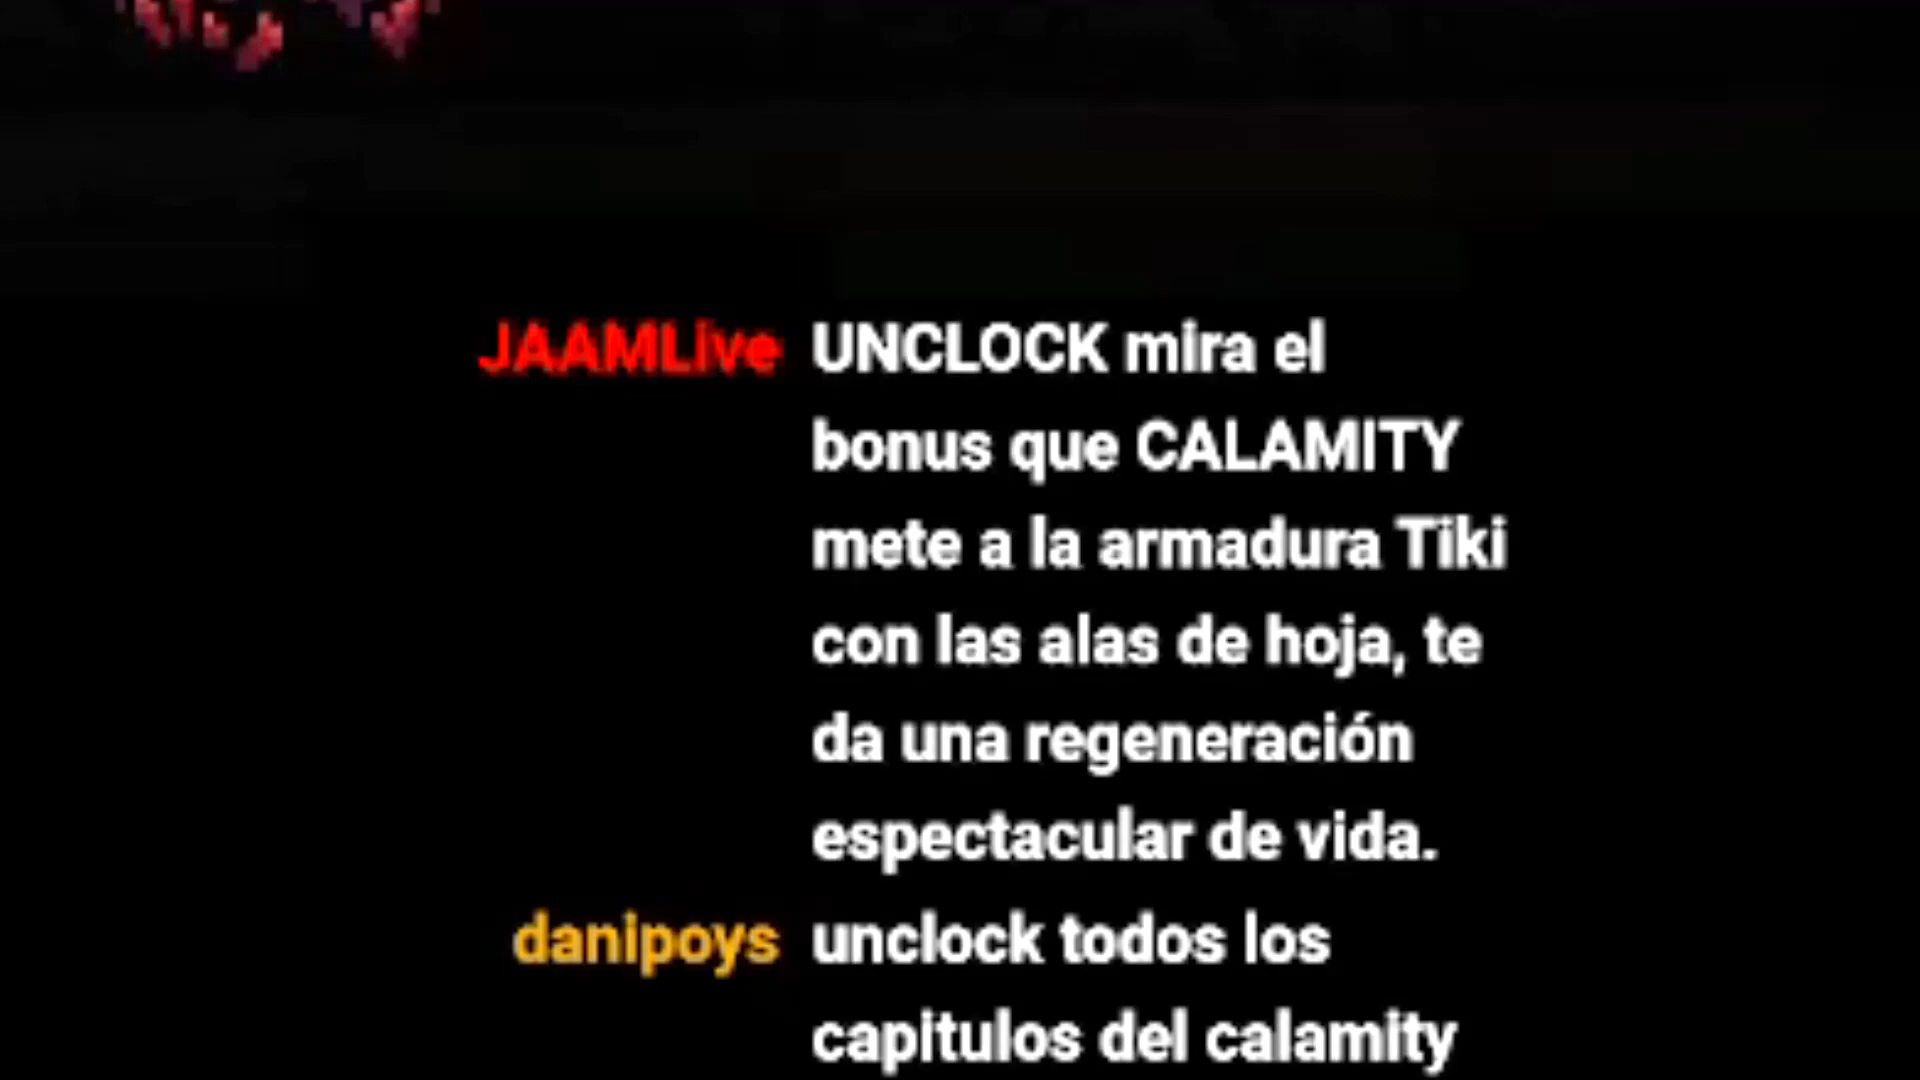 JAAMLive UNCLOCK mira el
bonus que CALAMITY
mete a la armadura Tiki
con las alas de hoja, te
da una regeneración
espectacular de vida.
danipoys unclock todos los
capitulos del calamity